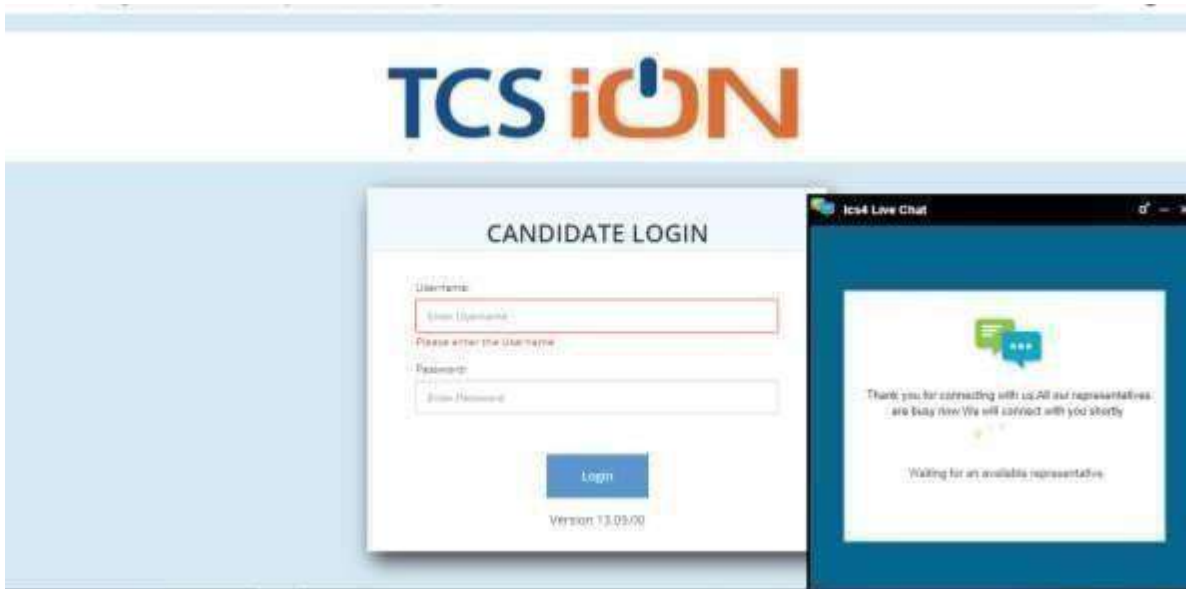 TCS iON
CANDIDATE LOGIN
Username
Enter Username
Please enter the Username
Password
Enter Password
Login
Version 13.09.00
tcs4 Live Chat
Thank you for connecting with us.All our representatives
are busy now.We will connect with you shortly
Waiting for an available representative.